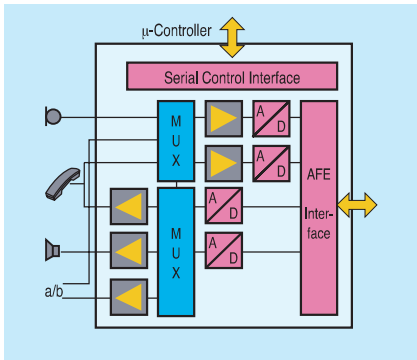 μ-Controller
Serial Control Interface
M
U
X
A
D
A
D
AFE
Inter-
face
M
U
X
A
D
A
D
a/b